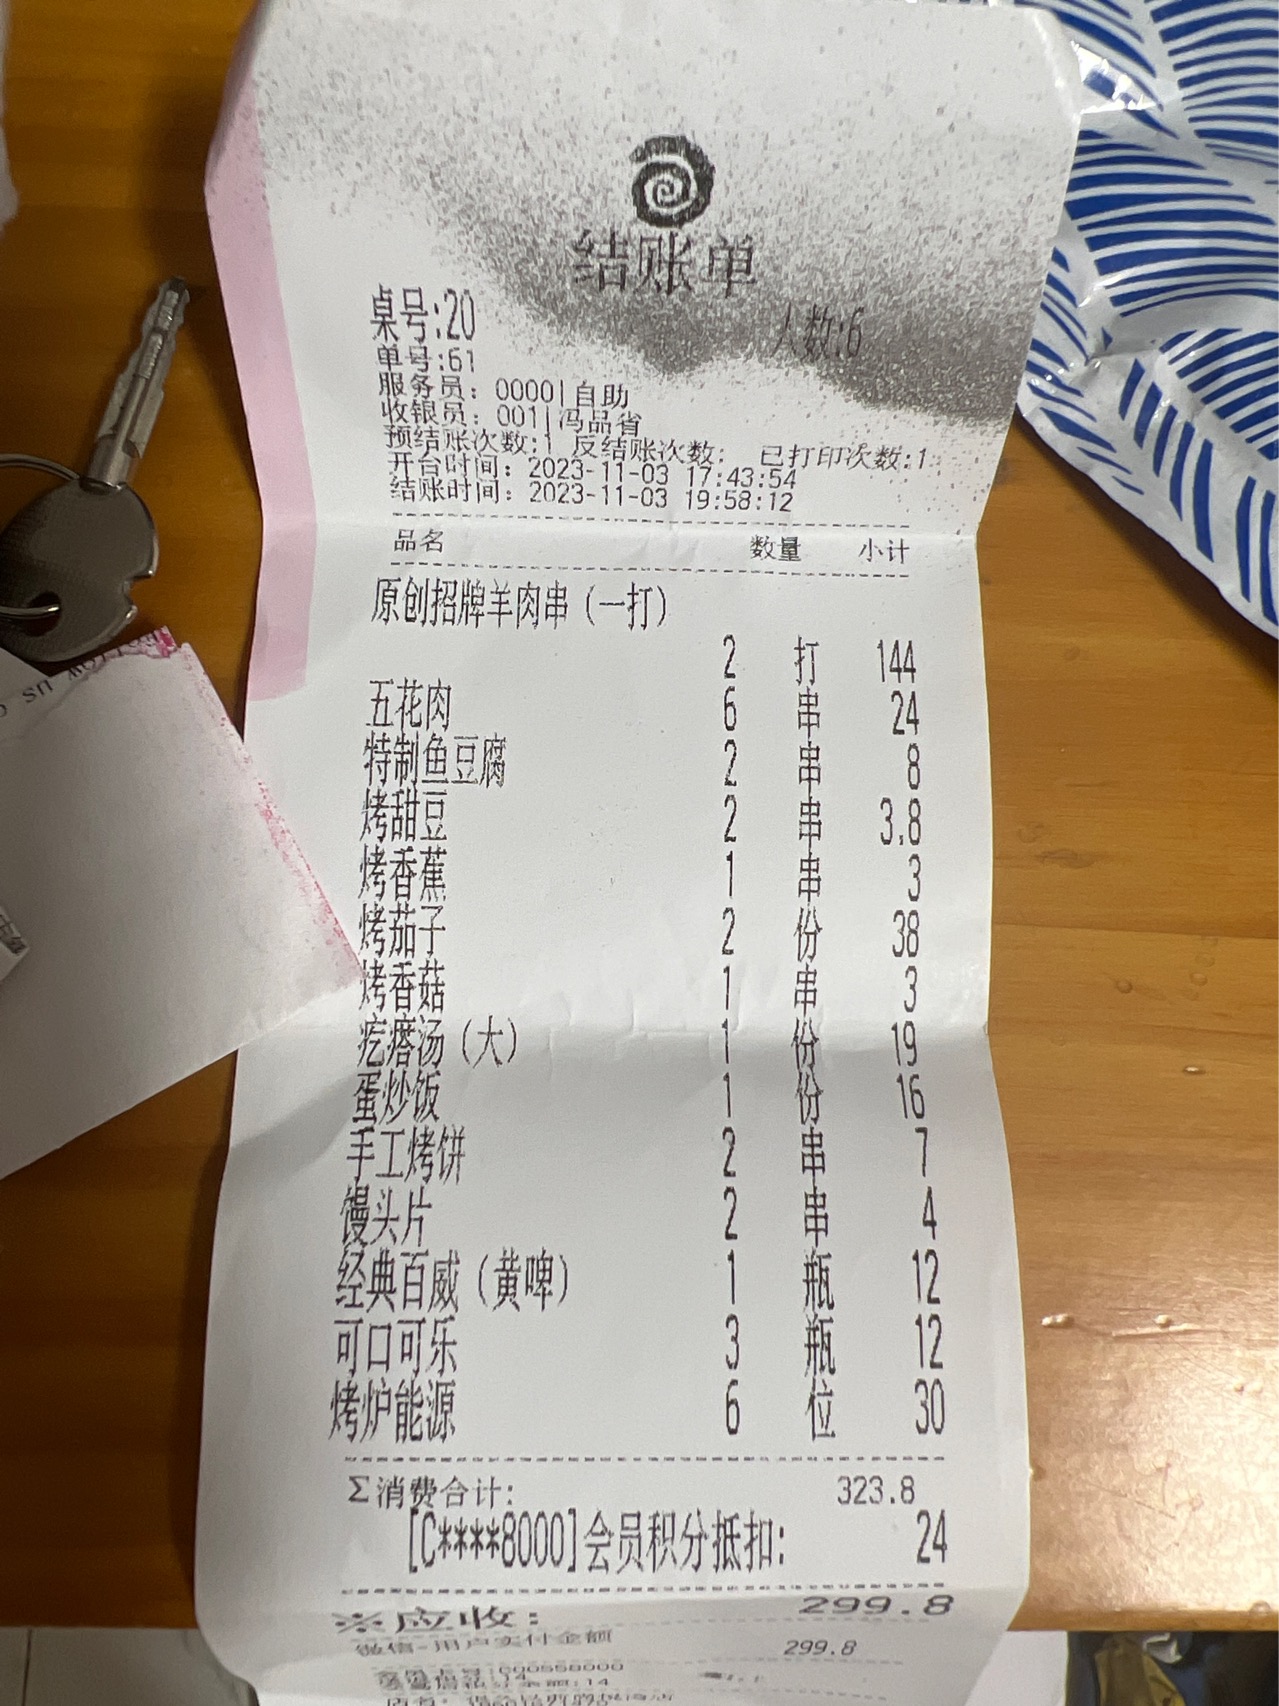 结账单
桌号:20 人数:6
单号:61
服务员: 0000|自助
收银员: 001|冯品省
预结账次数:1 反结账次数: 已打印次数:1
开台时间: 2023-11-03 17:43:54
结账时间: 2023-11-03 19:58:12
品名 数量 小计
原创招牌羊肉串(一打)
2 打 144
五花肉 6 串 24
特制鱼豆腐 2 串 8
烤甜豆 2 串 3.8
烤香蕉 1 串 3
烤茄子 2 份 38
烤香菇 1 串 3
疙瘩汤(大) 1 份 19
蛋炒饭 1 份 16
手工烤饼 2 串 7
馒头片 2 串 4
经典百威(黄啤) 1 瓶 12
可口可乐 3 瓶 12
烤炉能源 6 位 30
Σ消费合计: 323.8
[C****8000]会员积分抵扣: 24
※应收: 299.8
微信-用户实付金额 299.8